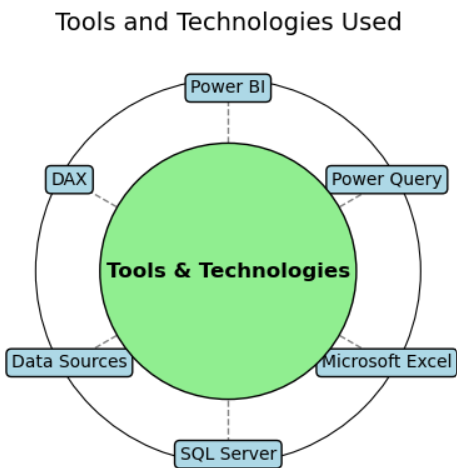 Tools and Technologies Used
Power BI
DAX
Power Query
Tools & Technologies
Data Sources
Microsoft Excel
SQL Server